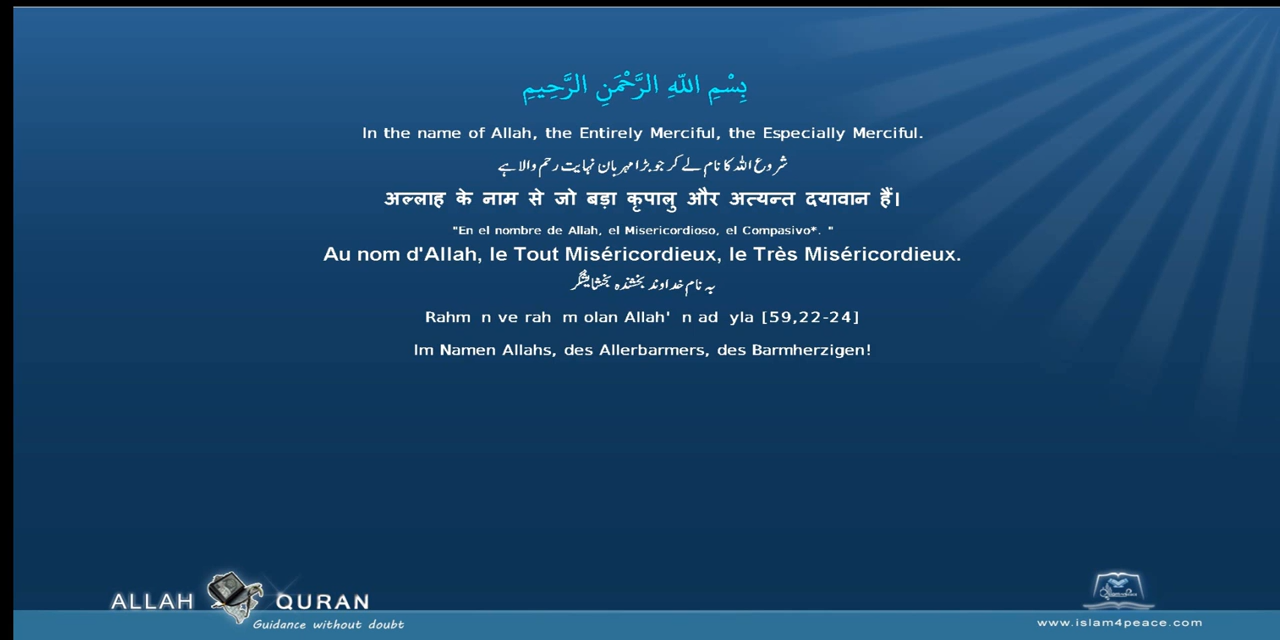 بِسْمِ اللّهِ الرَّحْمَنِ الرَّحِيمِ
In the name of Allah, the Entirely Merciful, the Especially Merciful.
شروع الله کا نام لے کر جو بڑا مہربان نہایت رحم والا ہے
अल्लाह के नाम से जो बड़ा कृपालु और अत्यन्त दयावान हैं।
"En el nombre de Allah, el Misericordioso, el Compasivo*. "
Au nom d'Allah, le Tout Miséricordieux, le Très Miséricordieux.
به نام خداوند بخشنده بخشایشگر
Rahm n ve rah m olan Allah' n ad yla [59,22-24]
Im Namen Allahs, des Allerbarmers, des Barmherzigen!
ALLAH QURAN
Guidance without doubt
www.islam4peace.com